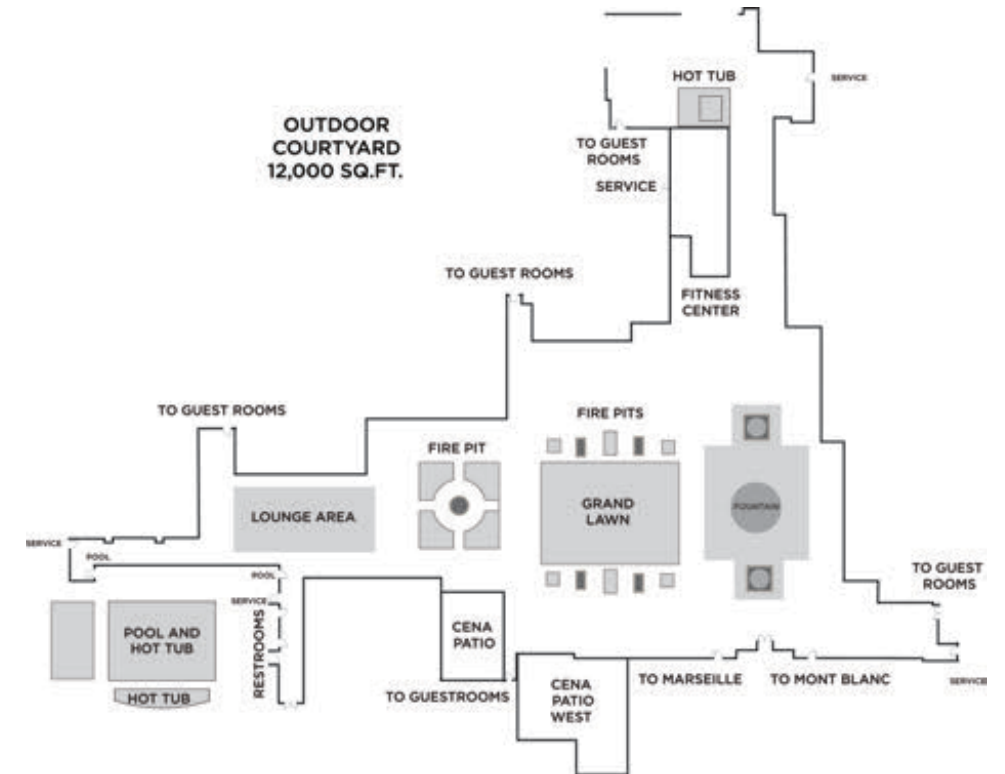 HOT TUB
SERVICE
OUTDOOR
COURTYARD
12,000 SQ.FT.
TO GUEST
ROOMS
SERVICE
TO GUEST ROOMS
FITNESS
CENTER
TO GUEST ROOMS
FIRE PITS
FIRE PIT
LOUNGE AREA
GRAND
LAWN
FOUNTAIN
SERVICE
POOL
POOL
TO GUEST
ROOMS
SERVICE
RESTROOMS
POOL AND
HOT TUB
CENA
PATIO
HOT TUB
TO GUESTROOMS
CENA
PATIO
WEST
TO MARSEILLE
TO MONT BLANC
SERVICE